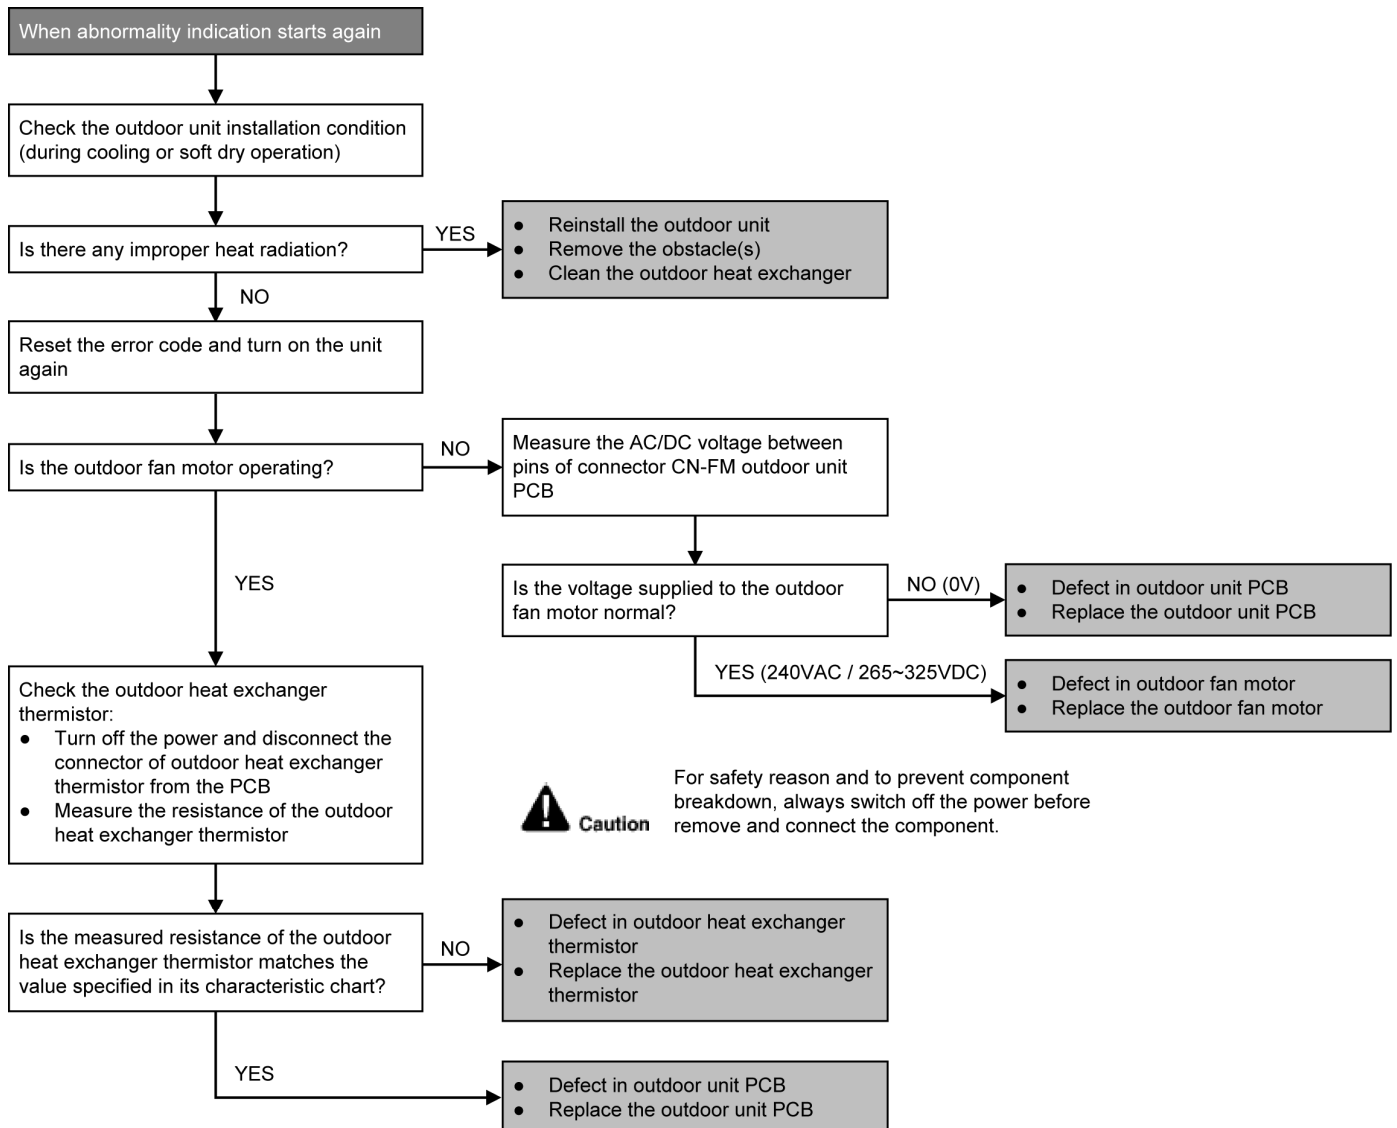 When abnormality indication starts again
Check the outdoor unit installation condition
(during cooling or soft dry operation)
Is there any improper heat radiation?
YES
● Reinstall the outdoor unit
● Remove the obstacle(s)
● Clean the outdoor heat exchanger
NO
Reset the error code and turn on the unit
again
Is the outdoor fan motor operating?
NO
Measure the AC/DC voltage between
pins of connector CN-FM outdoor unit
PCB
YES
Is the voltage supplied to the outdoor
fan motor normal?
NO (0V)
● Defect in outdoor unit PCB
● Replace the outdoor unit PCB
YES (240VAC / 265~325VDC)
● Defect in outdoor fan motor
● Replace the outdoor fan motor
Check the outdoor heat exchanger
thermistor:
● Turn off the power and disconnect the
connector of outdoor heat exchanger
thermistor from the PCB
● Measure the resistance of the outdoor
heat exchanger thermistor
Caution
For safety reason and to prevent component
breakdown, always switch off the power before
remove and connect the component.
Is the measured resistance of the outdoor
heat exchanger thermistor matches the
value specified in its characteristic chart?
NO
● Defect in outdoor heat exchanger
thermistor
● Replace the outdoor heat exchanger
thermistor
YES
● Defect in outdoor unit PCB
● Replace the outdoor unit PCB